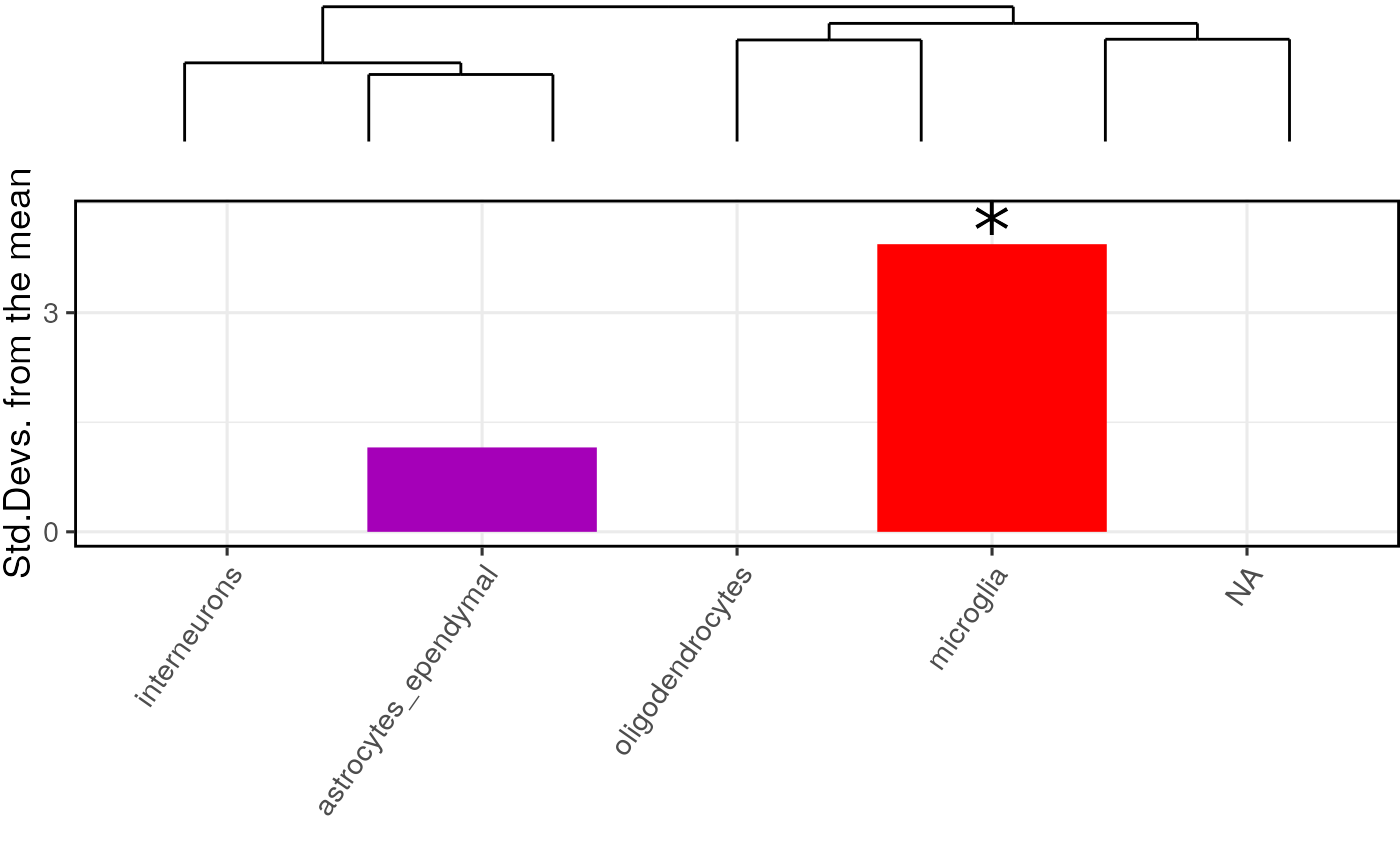 Std.Devs. from the mean
*
3
0
interneurons
astrocytes_ependymal
oligodendrocytes
microglia
NA